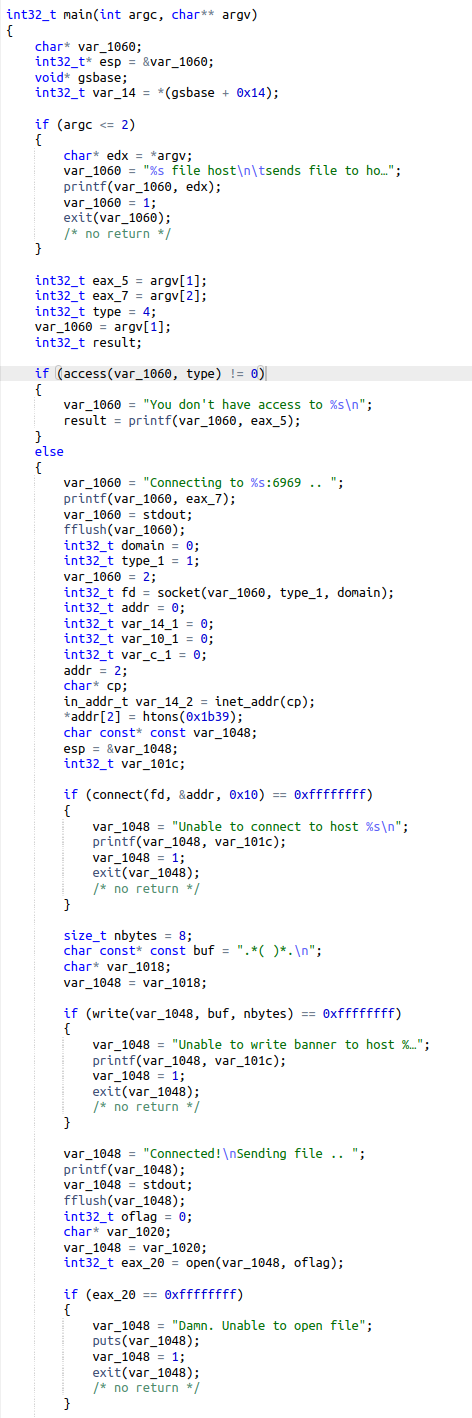 int32_t main(int argc, char** argv)
{
    char* var_1060;
    int32_t* esp = &var_1060;
    void* gsbase;
    int32_t var_14 = *(gsbase + 0x14);

    if (argc <= 2)
    {
        char* edx = *argv;
        var_1060 = "%s file host\n\tsends file to ho…";
        printf(var_1060, edx);
        var_1060 = 1;
        exit(var_1060);
        /* no return */
    }

    int32_t eax_5 = argv[1];
    int32_t eax_7 = argv[2];
    int32_t type = 4;
    var_1060 = argv[1];
    int32_t result;

    if (access(var_1060, type) != 0)
    {
        var_1060 = "You don't have access to %s\n";
        result = printf(var_1060, eax_5);
    }
    else
    {
        var_1060 = "Connecting to %s:6969 .. ";
        printf(var_1060, eax_7);
        var_1060 = stdout;
        fflush(var_1060);
        int32_t domain = 0;
        int32_t type_1 = 1;
        var_1060 = 2;
        int32_t fd = socket(var_1060, type_1, domain);
        int32_t addr = 0;
        int32_t var_14_1 = 0;
        int32_t var_10_1 = 0;
        int32_t var_c_1 = 0;
        addr = 2;
        char* cp;
        in_addr_t var_14_2 = inet_addr(cp);
        *addr[2] = htons(0x1b39);
        char const* const var_1048;
        esp = &var_1048;
        int32_t var_101c;

        if (connect(fd, &addr, 0x10) == 0xffffffff)
        {
            var_1048 = "Unable to connect to host %s\n";
            printf(var_1048, var_101c);
            var_1048 = 1;
            exit(var_1048);
            /* no return */
        }

        size_t nbytes = 8;
        char const* const buf = ".*( )*.\n";
        char* var_1018;
        var_1048 = var_1018;

        if (write(var_1048, buf, nbytes) == 0xffffffff)
        {
            var_1048 = "Unable to write banner to host %…";
            printf(var_1048, var_101c);
            var_1048 = 1;
            exit(var_1048);
            /* no return */
        }

        var_1048 = "Connected!\nSending file .. ";
        printf(var_1048);
        var_1048 = stdout;
        fflush(var_1048);
        int32_t oflag = 0;
        char* var_1020;
        var_1048 = var_1020;
        int32_t eax_20 = open(var_1048, oflag);

        if (eax_20 == 0xffffffff)
        {
            var_1048 = "Damn. Unable to open file";
            puts(var_1048);
            var_1048 = 1;
            exit(var_1048);
            /* no return */
        }